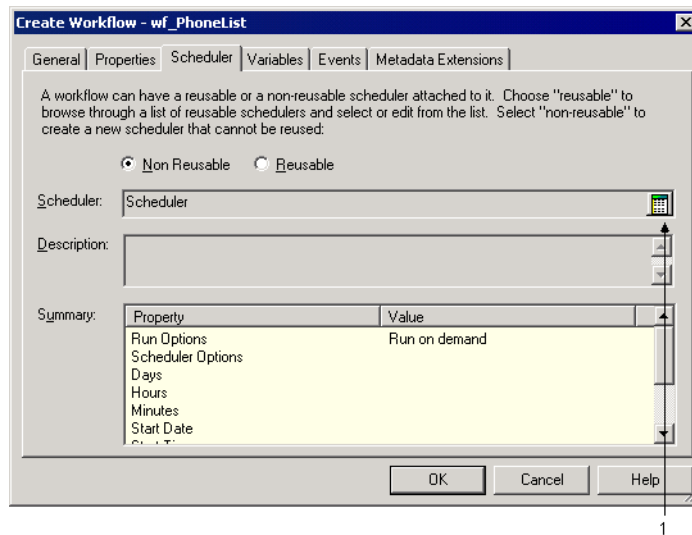 Create Workflow - wf_PhoneList
General Properties Scheduler Variables Events Metadata Extensions
A workflow can have a reusable or a non-reusable scheduler attached to it. Choose "reusable" to
browse through a list of reusable schedulers and select or edit from the list. Select "non-reusable" to
create a new scheduler that cannot be reused:
Non Reusable Reusable
Scheduler: Scheduler
Description:
Summary: Property Value
Run Options Run on demand
Scheduler Options
Days
Hours
Minutes
Start Date
OK Cancel Help
1